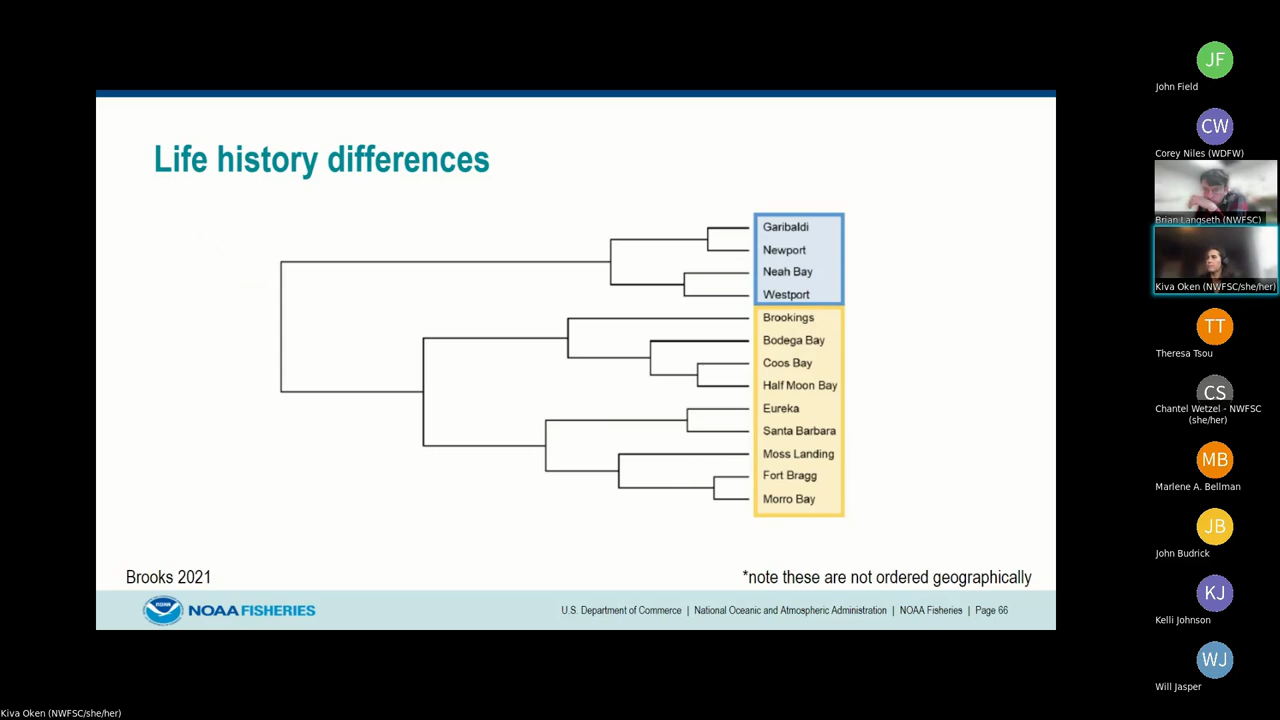 Life history differences
Garibaldi
Newport
Neah Bay
Westport
Brookings
Bodega Bay
Coos Bay
Half Moon Bay
Eureka
Santa Barbara
Moss Landing
Fort Bragg
Morro Bay
Brooks 2021
*note these are not ordered geographically
NOAA
NOAA FISHERIES
U.S. Department of Commerce | National Oceanic and Atmospheric Administration | NOAA Fisheries | Page 66
JF
John Field
CW
Corey Niles (WDFW)
Brian Langseth (NWFSC)
Kiva Oken (NWFSC/she/her)
TT
Theresa Tsou
CS
Chantel Wetzel - NWFSC
(she/her)
MB
Marlene A. Bellman
JB
John Budrick
KJ
Kelli Johnson
WJ
Will Jasper
Kiva Oken (NWFSC/she/her)